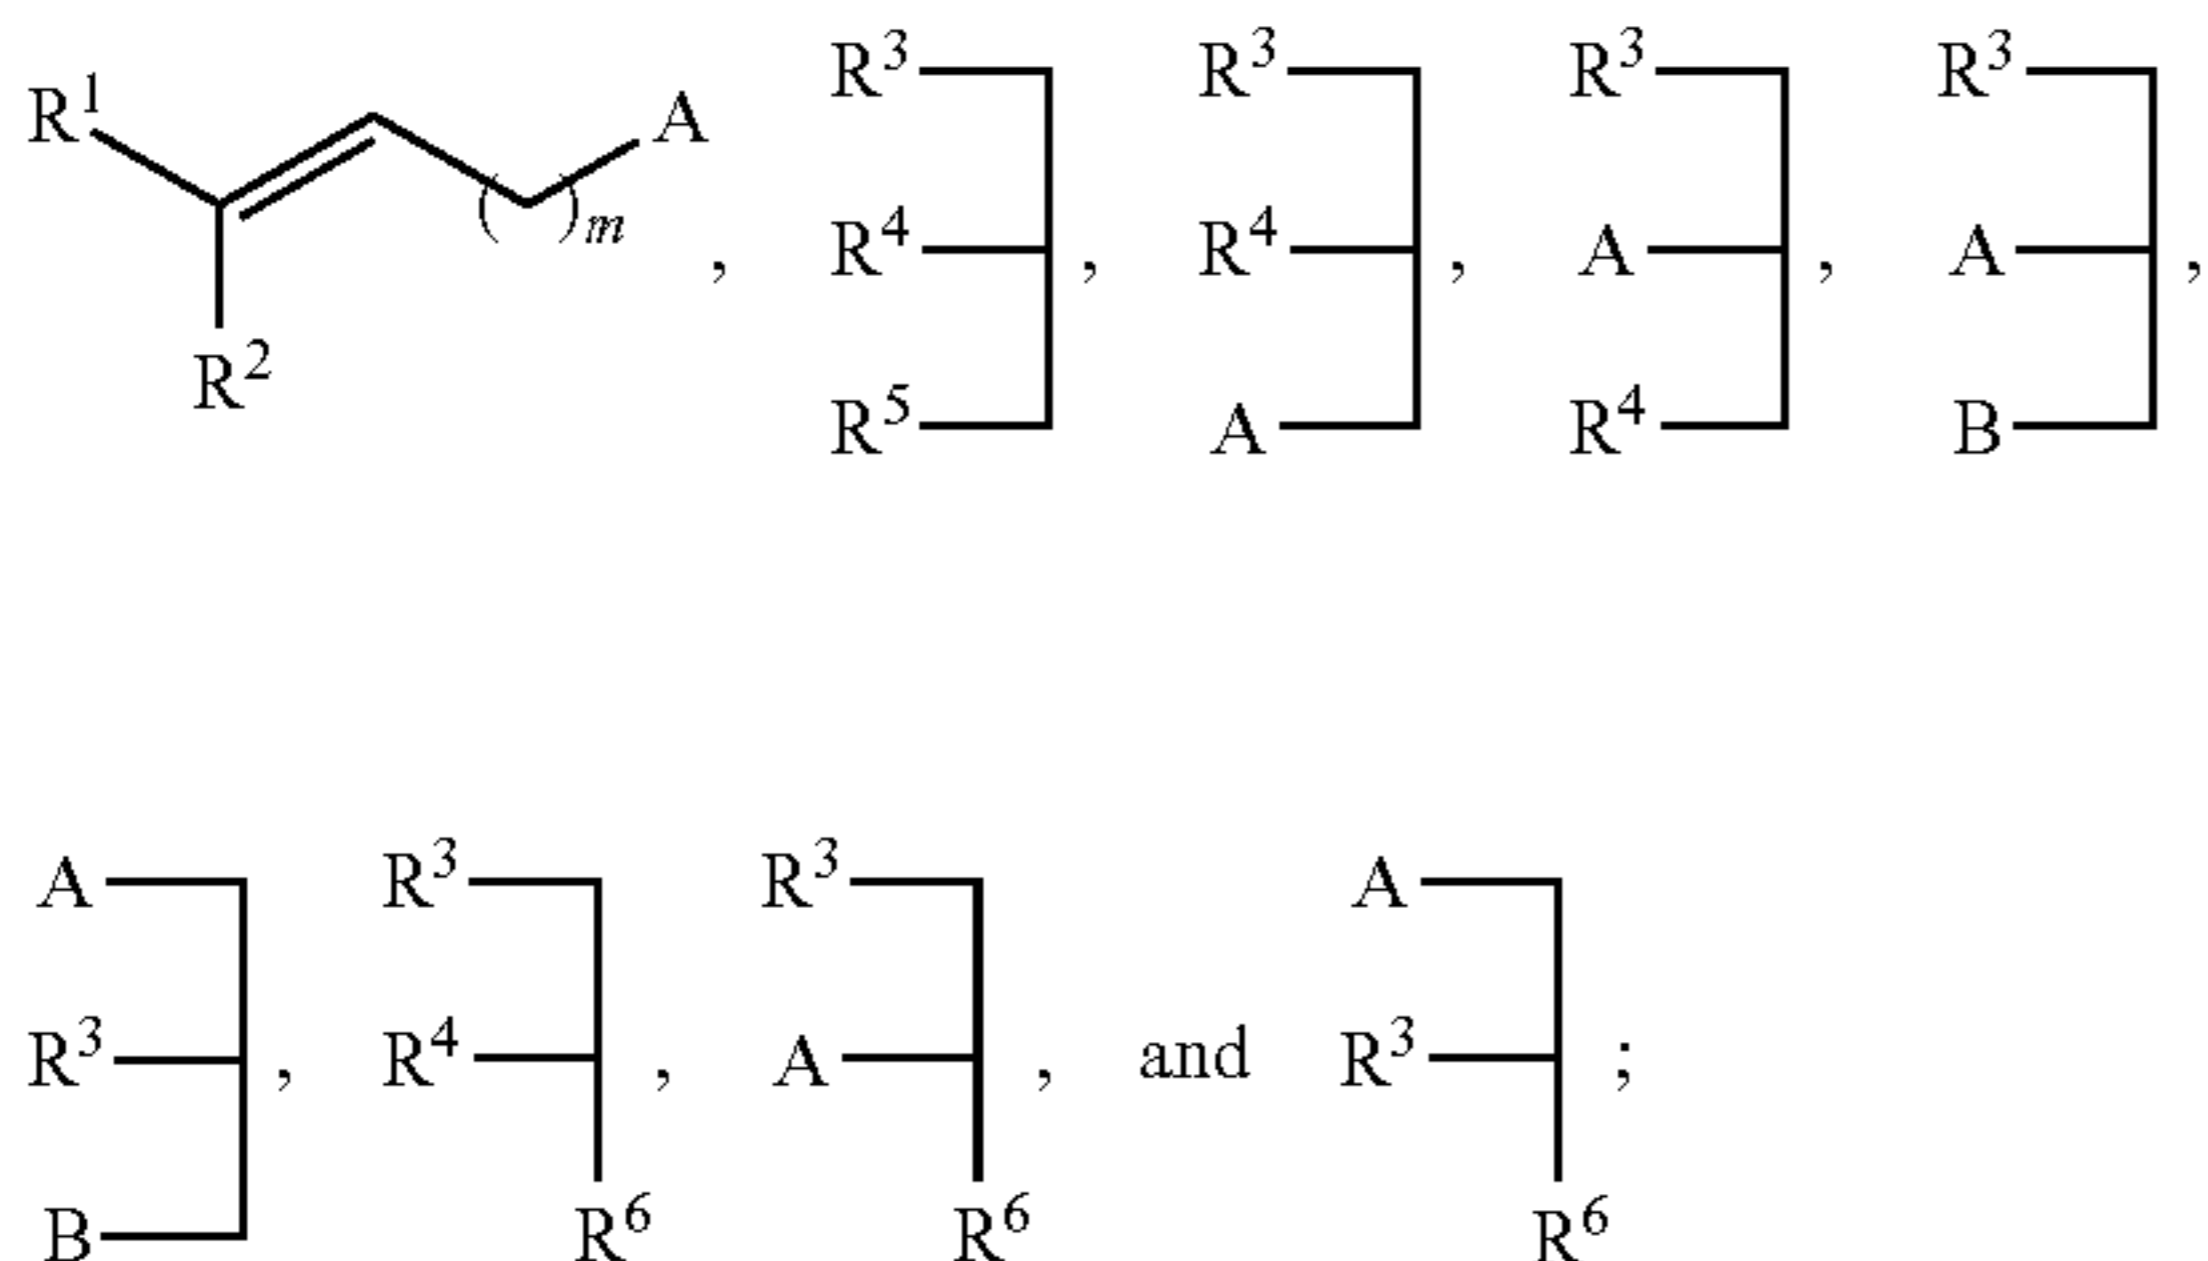 R¹ A R³ R³ R³ R³
( )m
, R⁴ , R⁴ , A , A ,
R² R⁵ A R⁴ B
A R³ R³ A
R³ , R⁴ , A , and R³ ;
B R⁶ R⁶ R⁶